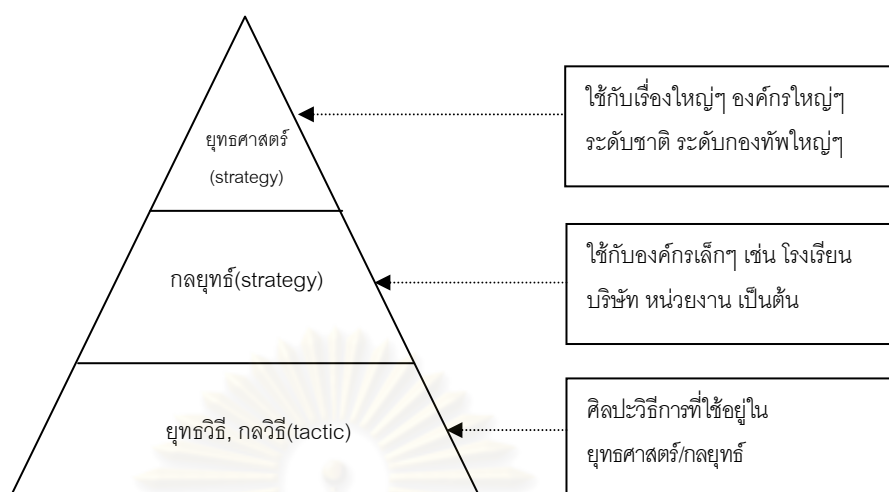 ยุทธศาสตร์
(strategy)
ใช้กับเรื่องใหญ่ๆ องค์กรใหญ่ๆ
ระดับชาติ ระดับกองทัพใหญ่ๆ
กลยุทธ์(strategy)
ใช้กับองค์กรเล็กๆ เช่น โรงเรียน
บริษัท หน่วยงาน เป็นต้น
ยุทธวิธี, กลวิธี(tactic)
ศิลปะวิธีการที่ใช้อยู่ใน
ยุทธศาสตร์/กลยุทธ์